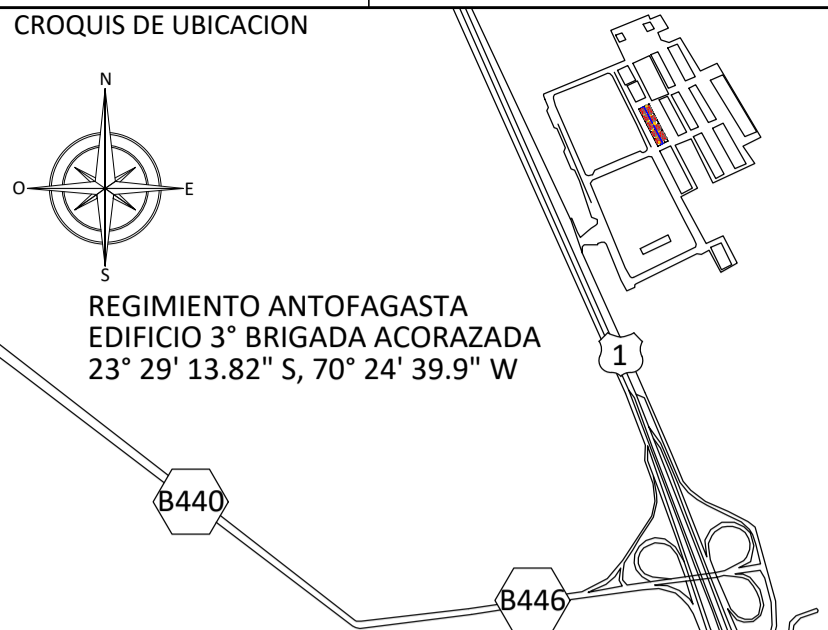 CROQUIS DE UBICACION
N
O
E
S
REGIMIENTO ANTOFAGASTA
EDIFICIO 3° BRIGADA ACORAZADA
23° 29' 13.82" S, 70° 24' 39.9" W
1
B440
B446